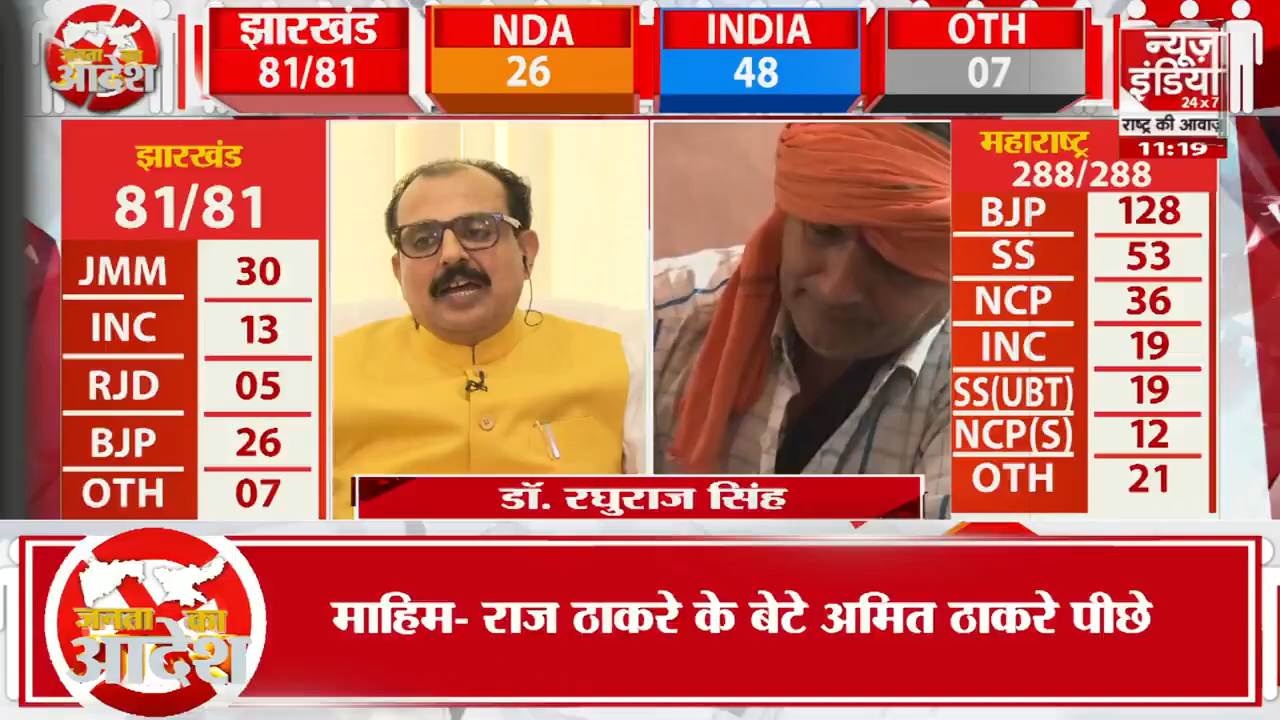 जनता का
आदेश
झारखंड
81/81
NDA
26
INDIA
48
OTH
07
न्यूज़
इंडिया
24x7
राष्ट्र की आवाज़
11:19
झारखंड
81/81
JMM 30
INC 13
RJD 05
BJP 26
OTH 07
महाराष्ट्र
288/288
BJP 128
SS 53
NCP 36
INC 19
SS(UBT) 19
NCP(S) 12
OTH 21
डॉ. रघुराज सिंह
जनता का
आदेश
माहिम- राज ठाकरे के बेटे अमित ठाकरे पीछे